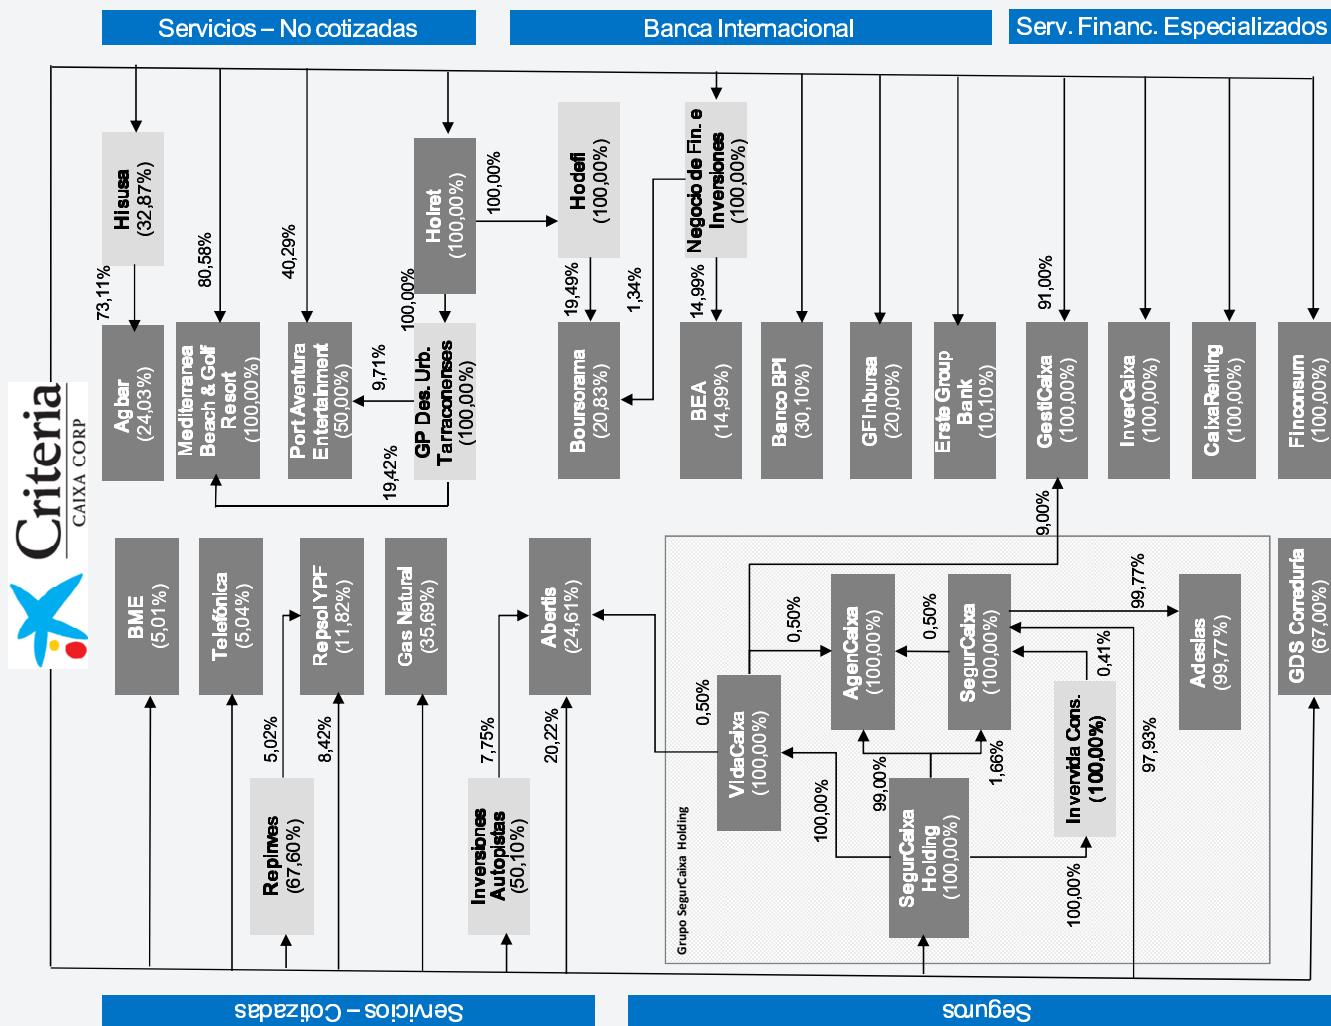 Servicios – No cotizadas
Banca Internacional
Serv. Financ. Especializados
Criteria
CAIXA CORP
Hisusa
(32,87%)
73,11%
Agbar
(24,03%)
80,58%
Mediterranea
Beach & Golf
Resort
(100,00%)
40,29%
Port Aventura
Entertainment
(50,00%)
9,71%
19,42%
Holret
(100,00%)
100,00%
100,00%
GP Des. Urb.
Tarraconenses
(100,00%)
Hodefi
(100,00%)
19,49%
1,34%
Boursorama
(20,83%)
Negocio de Fin. e
Inversiones
(100,00%)
14,99%
BEA
(14,99%)
Banco BPI
(30,10%)
GFInbursa
(20,00%)
Erste Group
Bank
(10,10%)
91,00%
GestiCaixa
(100,00%)
9,00%
InverCaixa
(100,00%)
CaixaRenting
(100,00%)
Finconsum
(100,00%)
BME
(5,01%)
Telefónica
(5,04%)
Repsol YPF
(11,82%)
5,02%
8,42%
Repinves
(67,60%)
Gas Natural
(35,69%)
Abertis
(24,61%)
7,75%
20,22%
Inversiones
Autopistas
(50,10%)
Grupo SegurCaixa Holding
0,50%
VidaCaixa
(100,00%)
0,50%
AgenCaixa
(100,00%)
0,50%
SegurCaixa
(100,00%)
99,77%
Adeslas
(99,77%)
0,41%
Invervida Cons.
(100,00%)
97,93%
100,00%
99,00%
1,66%
SegurCaixa
Holding
(100,00%)
100,00%
GDS Correduría
(67,00%)
Servicios – Cotizadas
Seguros